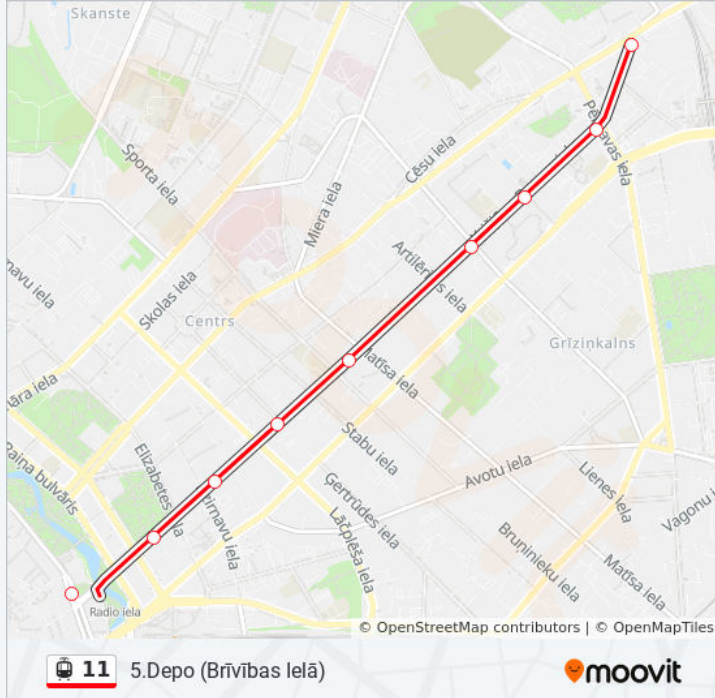 Skanste
Pērnavas iela
Cēsu iela
Sporta iela
Miera iela
Artilērijas iela
Skolas iela
Centrs
Grīziņkalns
Matīsa iela
iela
Raiņa bulvāris
Stabu iela
Elizabetes iela
Avotu iela
Lienes iela
Ģertrūdes iela
Vagonu
Lāčplēša iela
Bruņinieku iela
Matīsa iela
Radio iela
© OpenStreetMap contributors | © OpenMapTiles
11 5.Depo (Brīvības Ielā)
moovit